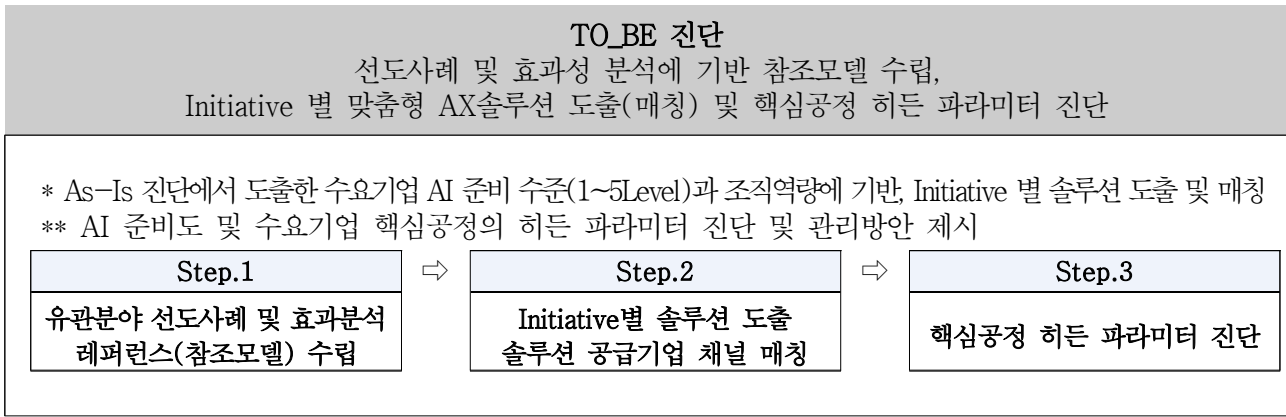 TO_BE 진단
선도사례 및 효과성 분석에 기반 참조모델 수립,
Initiative 별 맞춤형 AX솔루션 도출(매칭) 및 핵심공정 히든 파라미터 진단
* As-Is 진단에서 도출한 수요기업 AI 준비 수준(1~5Level)과 조직역량에 기반, Initiative 별 솔루션 도출 및 매칭
** AI 준비도 및 수요기업 핵심공정의 히든 파라미터 진단 및 관리방안 제시
Step.1 ⇨ Step.2 ⇨ Step.3
유관분야 선도사례 및 효과분석
레퍼런스(참조모델) 수립
Initiative별 솔루션 도출
솔루션 공급기업 채널 매칭
핵심공정 히든 파라미터 진단